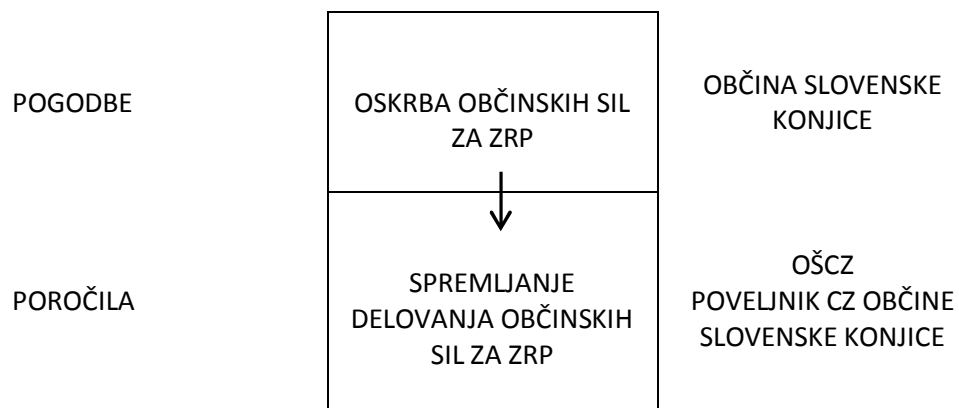 POGODBE
OSKRBA OBČINSKIH SIL
ZA ZRP
OBČINA SLOVENSKE
KONJICE
POROČILA
SPREMLJANJE
DELOVANJA OBČINSKIH
SIL ZA ZRP
OŠCZ
POVELJNIK CZ OBČINE
SLOVENSKE KONJICE